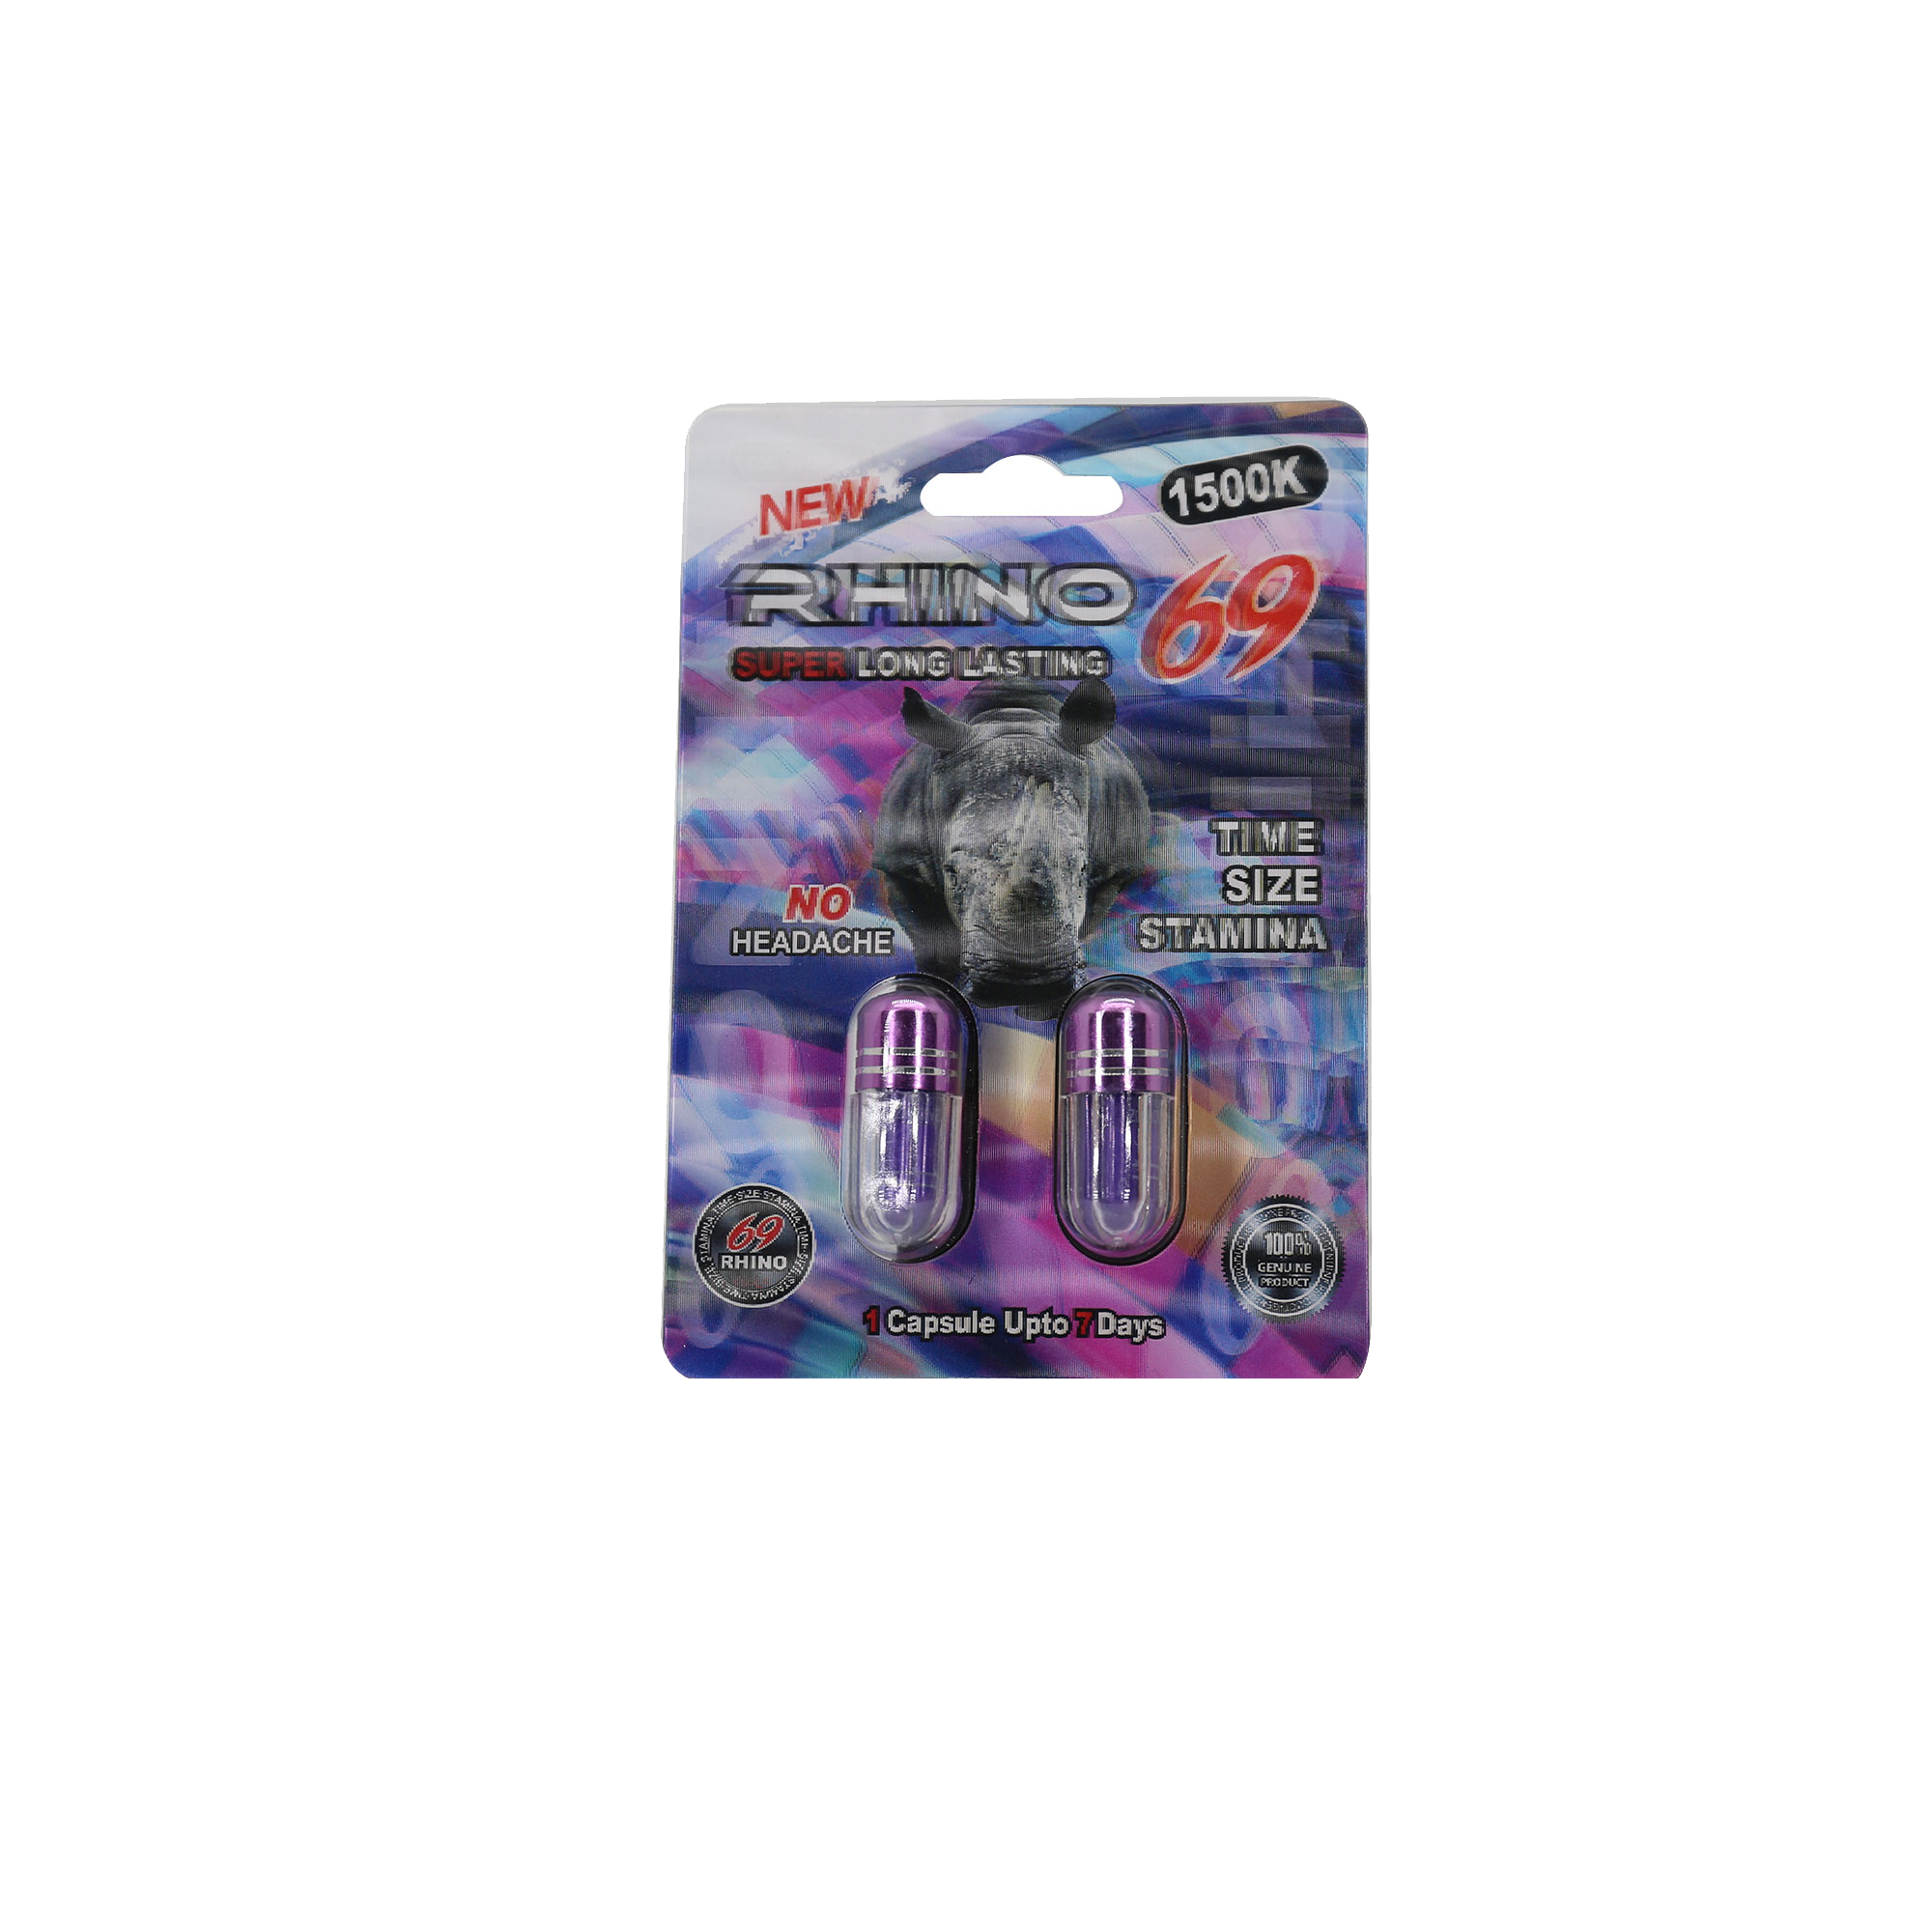 NEW
1500K
RHINO 69
SUPER LONG LASTING
TIME
SIZE
STAMINA
NO
HEADACHE
69
RHINO
100%
GENUINE
PRODUCT
1 Capsule Upto 7 Days